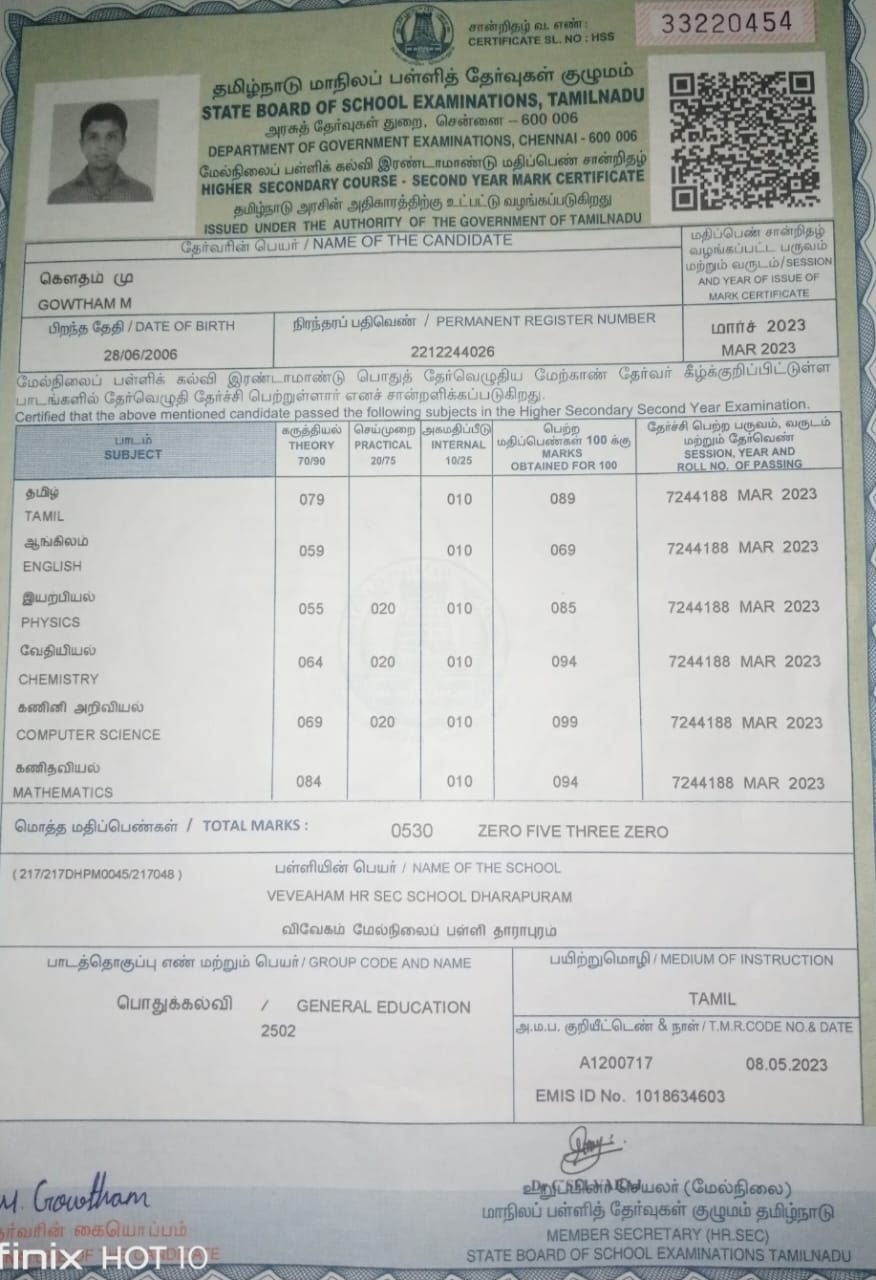 சான்றிதழ் வ. எண் :
CERTIFICATE SL. NO : HSS
33220454
தமிழ்நாடு மாநிலப் பள்ளித் தேர்வுகள் குழுமம்
STATE BOARD OF SCHOOL EXAMINATIONS, TAMILNADU
அரசுத் தேர்வுகள் துறை, சென்னை – 600 006
DEPARTMENT OF GOVERNMENT EXAMINATIONS, CHENNAI - 600 006
மேல்நிலைப் பள்ளிக் கல்வி இரண்டாமாண்டு மதிப்பெண் சான்றிதழ்
HIGHER SECONDARY COURSE - SECOND YEAR MARK CERTIFICATE
தமிழ்நாடு அரசின் அதிகாரத்திற்கு உட்பட்டு வழங்கப்படுகிறது
ISSUED UNDER THE AUTHORITY OF THE GOVERNMENT OF TAMILNADU
தேர்வரின் பெயர் / NAME OF THE CANDIDATE
மதிப்பெண் சான்றிதழ்
வழங்கப்பட்ட பருவம்
மற்றும் வருடம்/SESSION
AND YEAR OF ISSUE OF
MARK CERTIFICATE
கௌதம் மு
GOWTHAM M
பிறந்த தேதி / DATE OF BIRTH
நிரந்தரப் பதிவெண் / PERMANENT REGISTER NUMBER
மார்ச் 2023
28/06/2006
2212244026
MAR 2023
மேல்நிலைப் பள்ளிக் கல்வி இரண்டாமாண்டு பொதுத் தேர்வெழுதிய மேற்காண் தேர்வர் கீழ்க்குறிப்பிட்டுள்ள
பாடங்களில் தேர்வெழுதி தேர்ச்சி பெற்றுள்ளார் எனச் சான்றளிக்கப்படுகிறது.
Certified that the above mentioned candidate passed the following subjects in the Higher Secondary Second Year Examination.
பாடம்
SUBJECT
கருத்தியல்
THEORY
70/90
செய்முறை
PRACTICAL
20/75
அகமதிப்பீடு
INTERNAL
10/25
பெற்ற
மதிப்பெண்கள் 100 க்கு
MARKS
OBTAINED FOR 100
தேர்ச்சி பெற்ற பருவம், வருடம்
மற்றும் தேர்வெண்
SESSION, YEAR AND
ROLL NO. OF PASSING
தமிழ்
TAMIL 079 010 089 7244188 MAR 2023
ஆங்கிலம்
ENGLISH 059 010 069 7244188 MAR 2023
இயற்பியல்
PHYSICS 055 020 010 085 7244188 MAR 2023
வேதியியல்
CHEMISTRY 064 020 010 094 7244188 MAR 2023
கணினி அறிவியல்
COMPUTER SCIENCE 069 020 010 099 7244188 MAR 2023
கணிதவியல்
MATHEMATICS 084 010 094 7244188 MAR 2023
மொத்த மதிப்பெண்கள் / TOTAL MARKS : 0530 ZERO FIVE THREE ZERO
( 217/217DHPM0045/217048 ) பள்ளியின் பெயர் / NAME OF THE SCHOOL
VEVEAHAM HR SEC SCHOOL DHARAPURAM
விவேகம் மேல்நிலைப் பள்ளி தாராபுரம்
பாடத்தொகுப்பு எண் மற்றும் பெயர் / GROUP CODE AND NAME
பொதுக்கல்வி / GENERAL EDUCATION
2502
பயிற்றுமொழி / MEDIUM OF INSTRUCTION
TAMIL
அ.ம.ப. குறியீட்டெண் & நாள் / T.M.R.CODE NO.& DATE
A1200717 08.05.2023
EMIS ID No. 1018634603
M. Gowtham
கையொப்பம்
உறுப்பினர் செயலர் (மேல்நிலை)
மாநிலப் பள்ளித் தேர்வுகள் குழுமம் தமிழ்நாடு
MEMBER SECRETARY (HR.SEC)
STATE BOARD OF SCHOOL EXAMINATIONS TAMILNADU
finix HOT 10